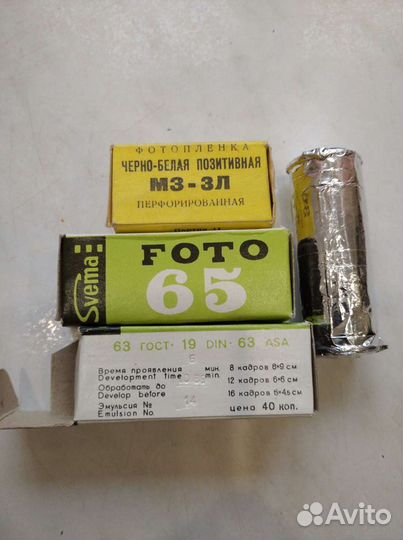 ФОТОПЛЕНКА
ЧЕРНО-БЕЛАЯ ПОЗИТИВНАЯ
МЗ-3Л
ПЕРФОРИРОВАННАЯ
Svema
FOTO
65
63 ГОСТ · 19 DIN · 63 ASA
Время проявления 6 мин.
Development time min.
Обработать до
Develop before
Эмульсия № 14
Emulsion No.
8 кадров 6×9 см
12 кадров 6×6 см
16 кадров 6×4,5 см
цена 40 коп.
Avito